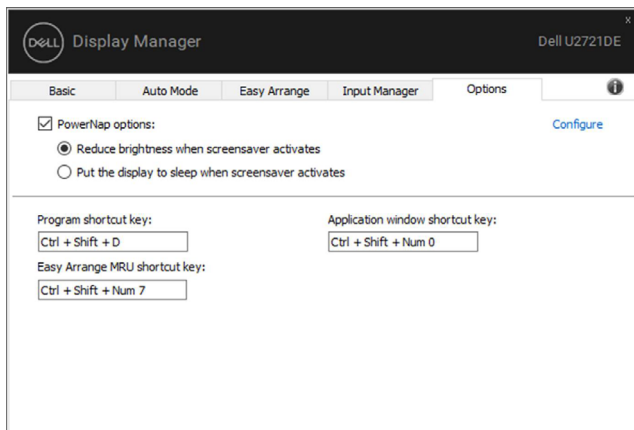 x
DELL Display Manager Dell U2721DE
Basic Auto Mode Easy Arrange Input Manager Options i
PowerNap options: Configure
Reduce brightness when screensaver activates
Put the display to sleep when screensaver activates
Program shortcut key: Application window shortcut key:
Ctrl + Shift + D Ctrl + Shift + Num 0
Easy Arrange MRU shortcut key:
Ctrl + Shift + Num 7